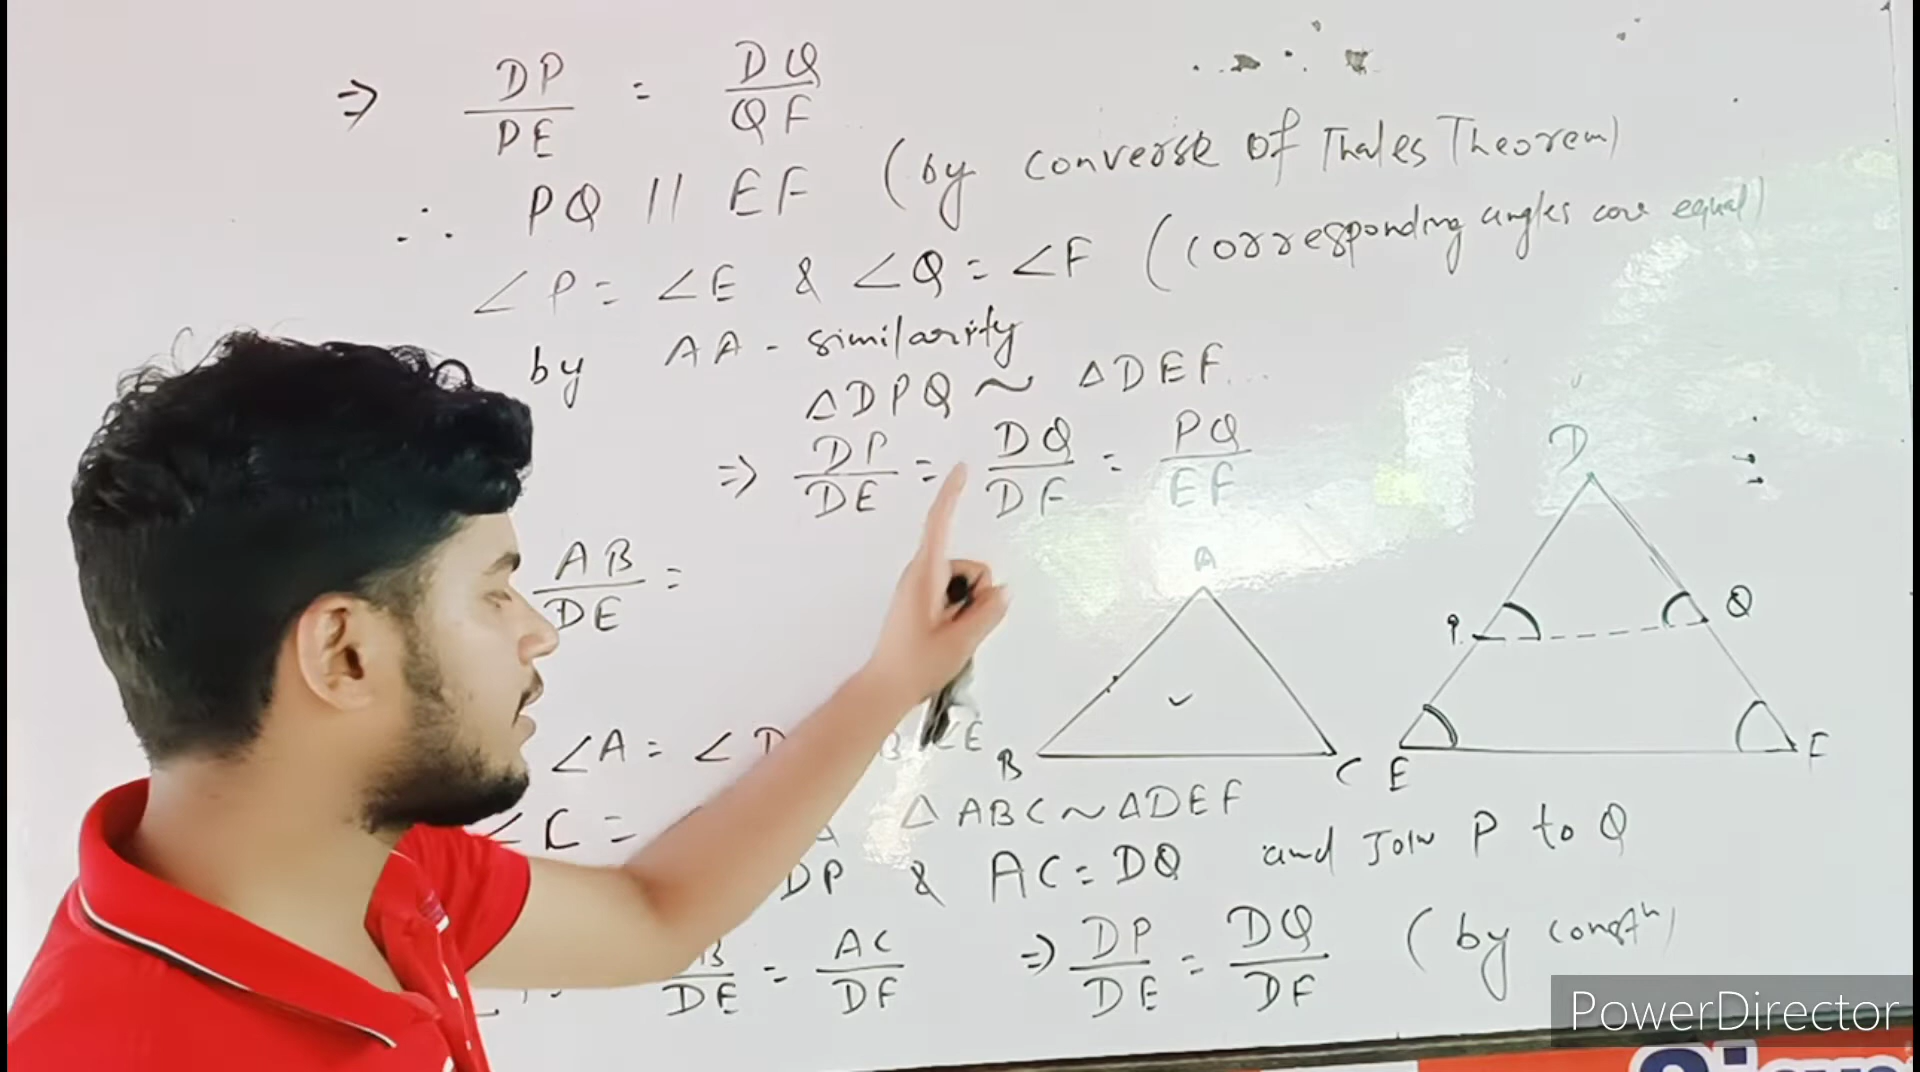 ⇒ DP/DE = DQ/QF
∴ PQ || EF (by converse of Thales Theorem)
∠P = ∠E & ∠Q = ∠F (corresponding angles are equal)
by AA - similarity
△DPQ ~ △DEF
⇒ DP/DE = DQ/DF = PQ/EF
AB/DE =
D
A
P Q
B C E F
∠A = ∠D ∠E
∠C =
△ABC ~ △DEF
DP & AC = DQ and Join P to Q
B/DE = AC/DF ⇒ DP/DE = DQ/DF (by constn)
PowerDirector